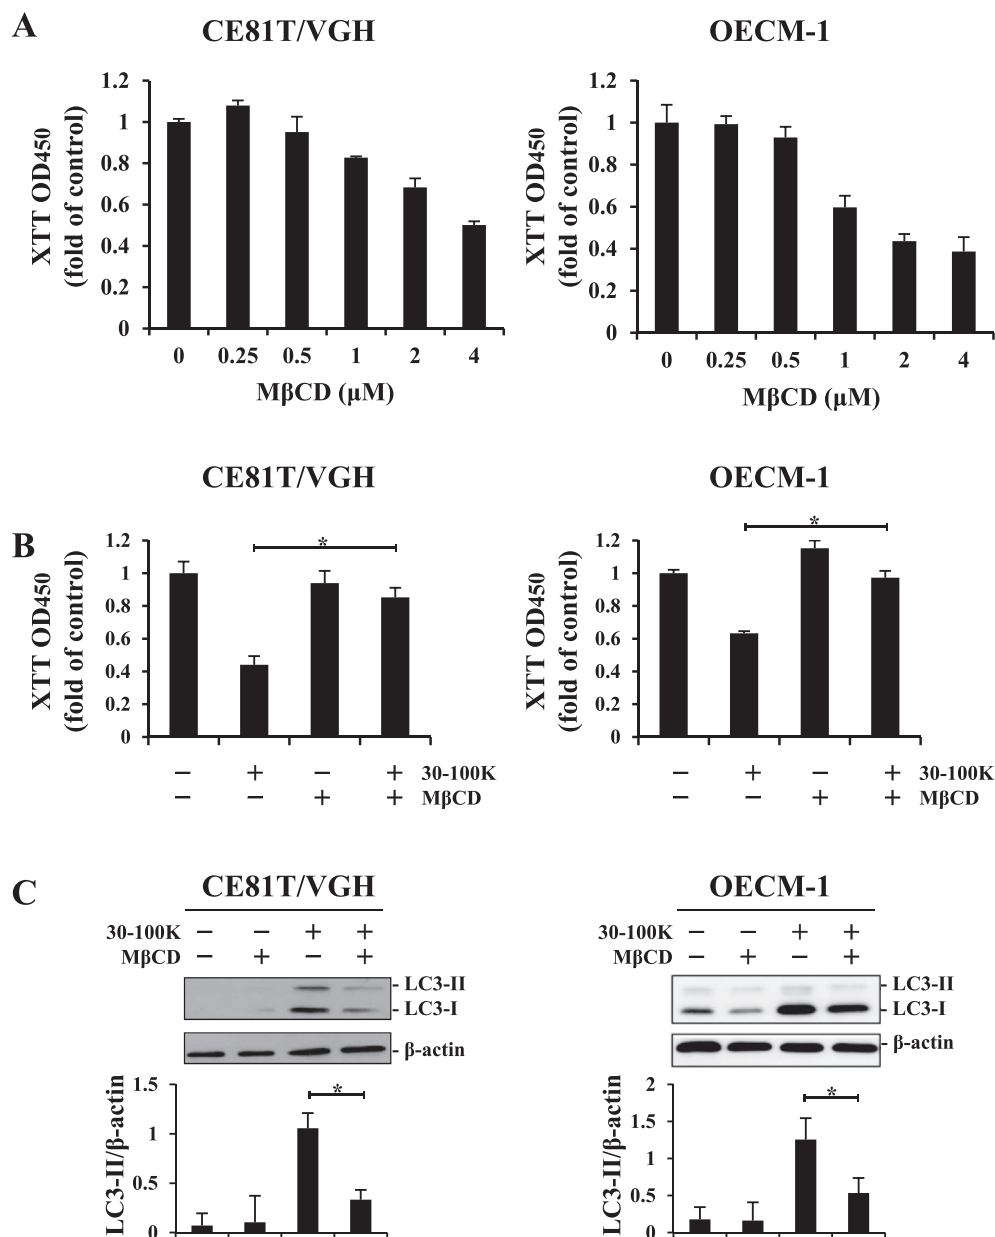 A
CE81T/VGH
OECM-1
XTT OD450
(fold of control)
1.2
1
0.8
0.6
0.4
0.2
0
0 0.25 0.5 1 2 4
MβCD (μM)
XTT OD450
(fold of control)
1.2
1
0.8
0.6
0.4
0.2
0
0 0.25 0.5 1 2 4
MβCD (μM)
B
CE81T/VGH
OECM-1
XTT OD450
(fold of control)
1.2
1
0.8
0.6
0.4
0.2
0
*
− + − + 30-100K
− − + + MβCD
XTT OD450
(fold of control)
1.2
1
0.8
0.6
0.4
0.2
0
*
− + − + 30-100K
− − + + MβCD
C
CE81T/VGH
30-100K − − + +
MβCD − + − +
- LC3-II
- LC3-I
- β-actin
LC3-II/β-actin
1.5
1
0.5
0
*
OECM-1
30-100K − − + +
MβCD − + − +
- LC3-II
- LC3-I
- β-actin
LC3-II/β-actin
2
1.5
1
0.5
0
*